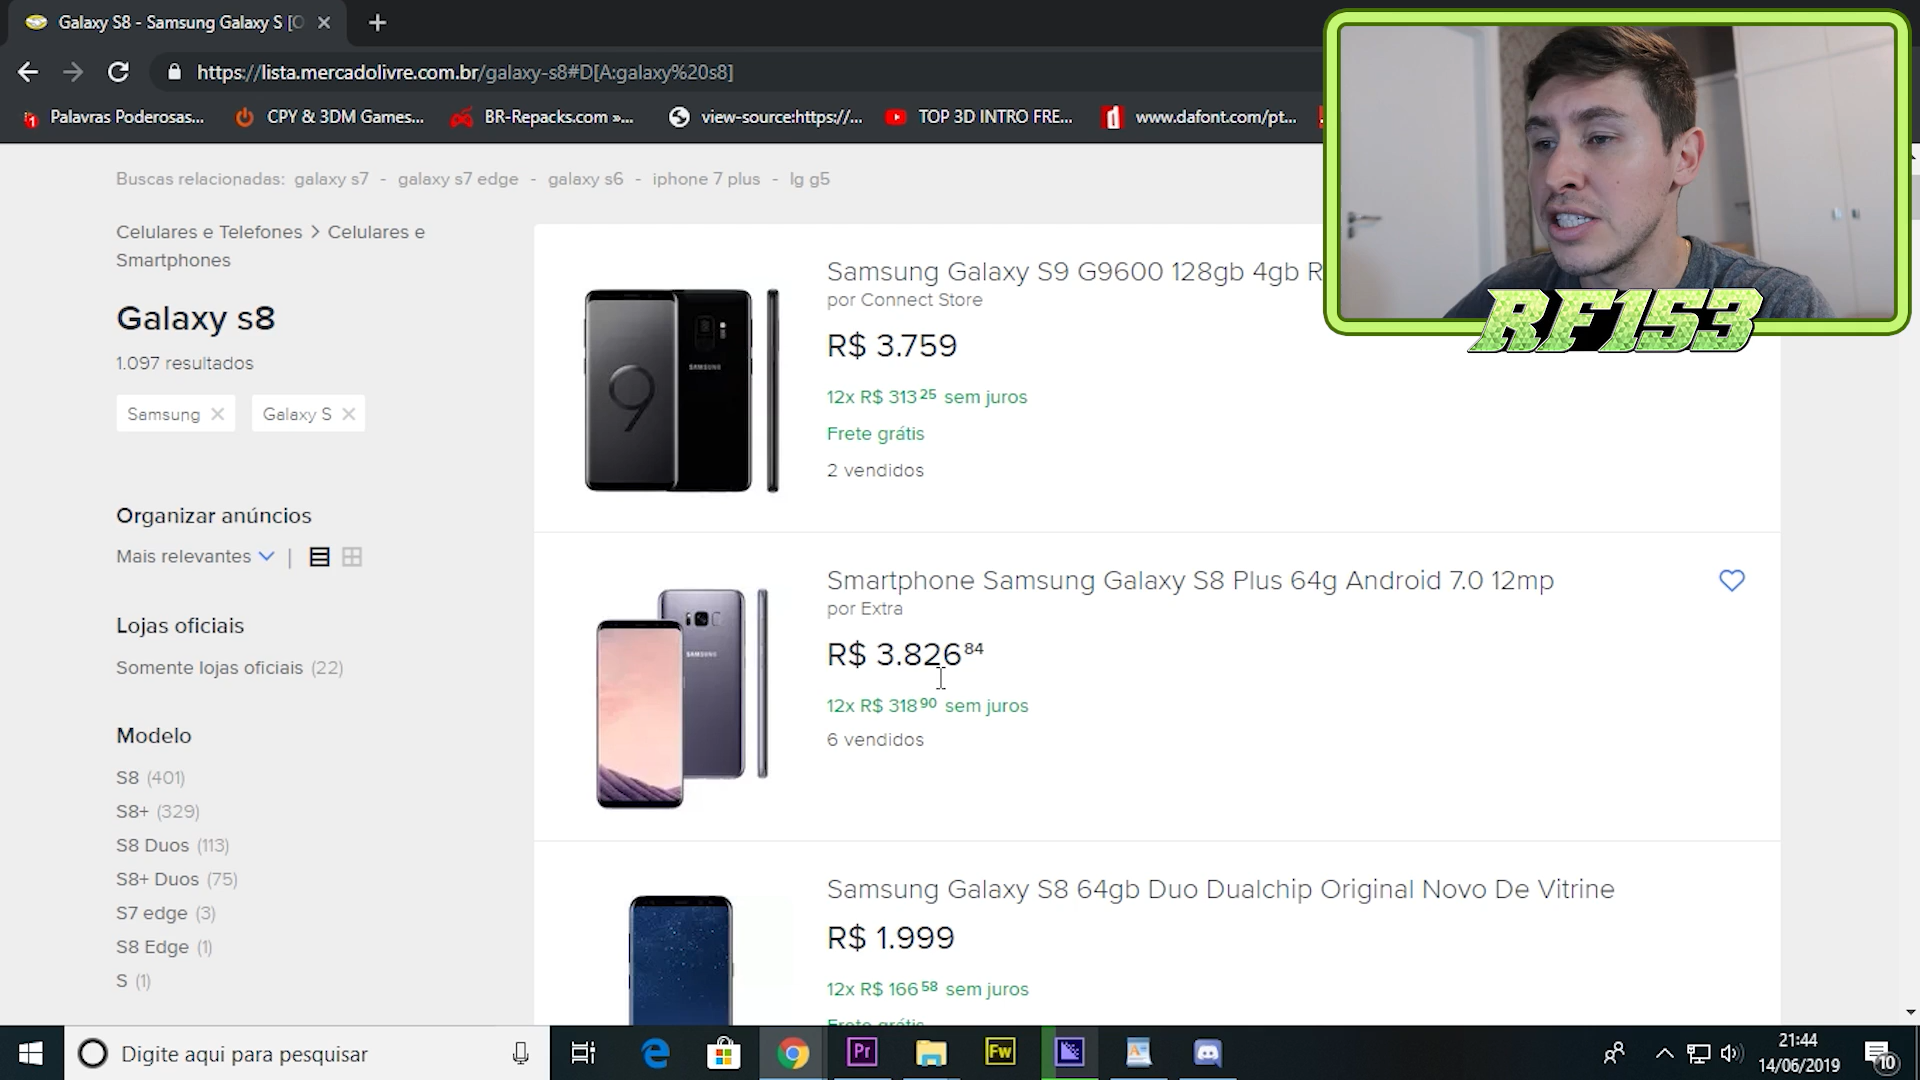 Galaxy S8 - Samsung Galaxy S [O
https://lista.mercadolivre.com.br/galaxy-s8#D[A:galaxy%20s8]
Palavras Poderosas...
CPY & 3DM Games...
BR-Repacks.com »...
view-source:https://...
TOP 3D INTRO FRE...
www.dafont.com/pt...
RF153
Buscas relacionadas: galaxy s7 - galaxy s7 edge - galaxy s6 - iphone 7 plus - lg g5
Celulares e Telefones > Celulares e
Smartphones
Galaxy s8
1.097 resultados
Samsung ×
Galaxy S ×
Organizar anúncios
Mais relevantes
Lojas oficiais
Somente lojas oficiais (22)
Modelo
S8 (401)
S8+ (329)
S8 Duos (113)
S8+ Duos (75)
S7 edge (3)
S8 Edge (1)
S (1)
Samsung Galaxy S9 G9600 128gb 4gb R
por Connect Store
R$ 3.759
12x R$ 313 25 sem juros
Frete grátis
2 vendidos
9
SAMSUNG
Smartphone Samsung Galaxy S8 Plus 64g Android 7.0 12mp
por Extra
R$ 3.826 84
12x R$ 318 90 sem juros
6 vendidos
SAMSUNG
Samsung Galaxy S8 64gb Duo Dualchip Original Novo De Vitrine
R$ 1.999
12x R$ 166 58 sem juros
Frete grátis
Digite aqui para pesquisar
Pr
Fw
21:44
14/06/2019
10